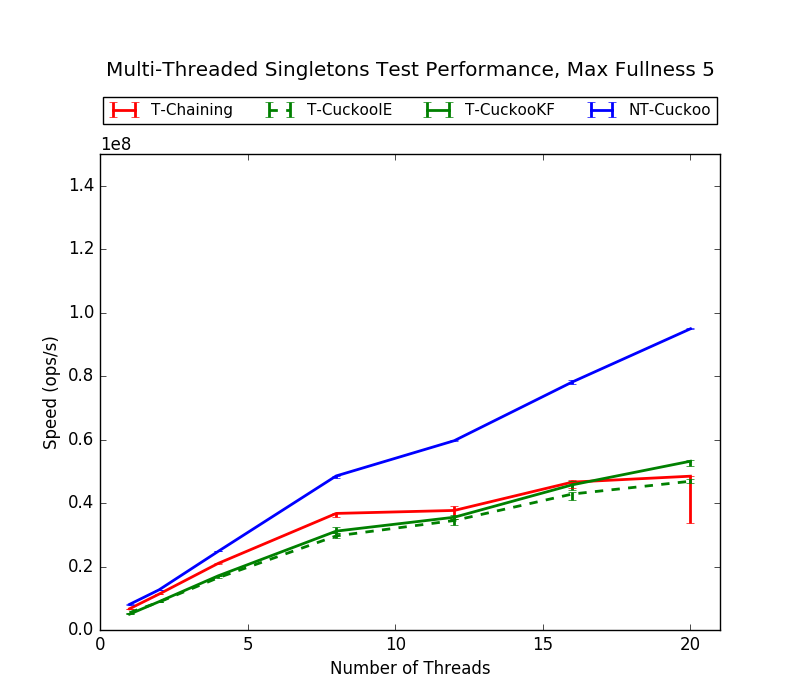 Multi-Threaded Singletons Test Performance, Max Fullness 5
T-Chaining T-CuckooIE T-CuckooKF NT-Cuckoo
1e8
1.4
1.2
1.0
0.8
0.6
0.4
0.2
0.0
Speed (ops/s)
0 5 10 15 20
Number of Threads